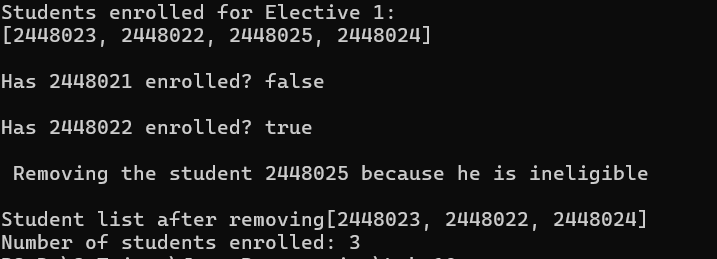 Students enrolled for Elective 1:
[2448023, 2448022, 2448025, 2448024]
Has 2448021 enrolled? false
Has 2448022 enrolled? true
Removing the student 2448025 because he is ineligible
Student list after removing[2448023, 2448022, 2448024]
Number of students enrolled: 3